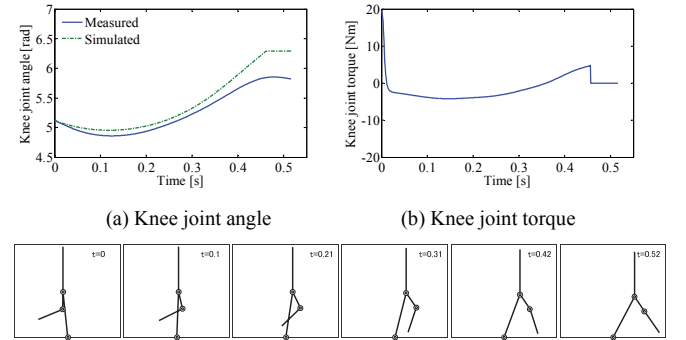 Knee joint angle [rad]
7
6.5
6
5.5
5
4.5
Measured
Simulated
0 0.1 0.2 0.3 0.4 0.5
Time [s]
(a) Knee joint angle
Knee joint torque [Nm]
20
10
0
-10
-20
0 0.1 0.2 0.3 0.4 0.5
Time [s]
(b) Knee joint torque
t=0
t=0.1
t=0.21
t=0.31
t=0.42
t=0.52